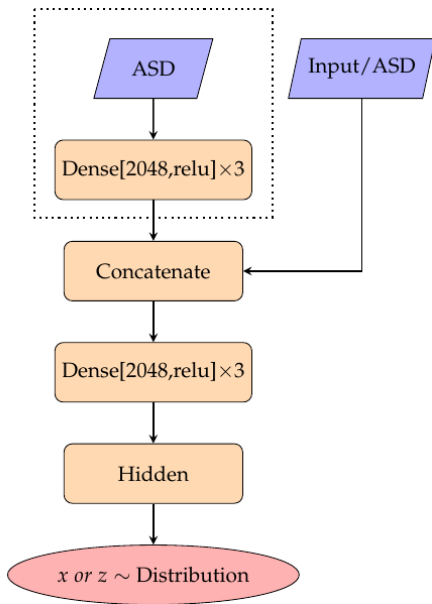 ASD
Input/ASD
Dense[2048,relu]×3
Concatenate
Dense[2048,relu]×3
Hidden
x or z ∼ Distribution